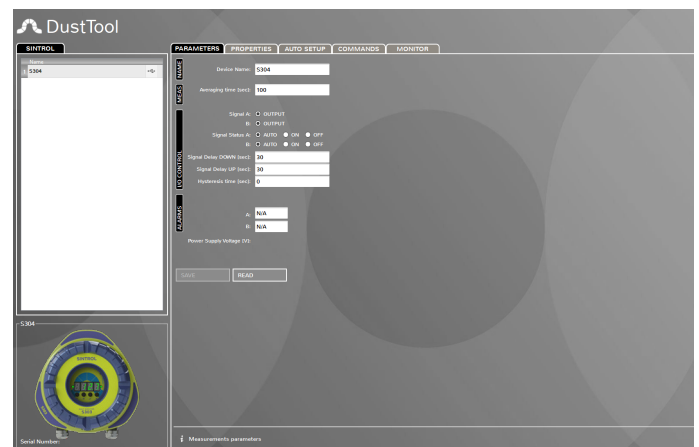 DustTool
SINTROL
Name
1 S304
PARAMETERS PROPERTIES AUTO SETUP COMMANDS MONITOR
NAME
Device Name: S304
MEAS
Averaging time (sec): 100
I/O CONTROL
Signal A: OUTPUT
B: OUTPUT
Signal Status A: AUTO ON OFF
B: AUTO ON OFF
Signal Delay DOWN (sec): 30
Signal Delay UP (sec): 30
Hysteresis time (sec): 0
ALARMS
A: N/A
B: N/A
Power Supply Voltage (V):
SAVE READ
S304
SINTROL
S303
Serial Number:
i Measurements parameters